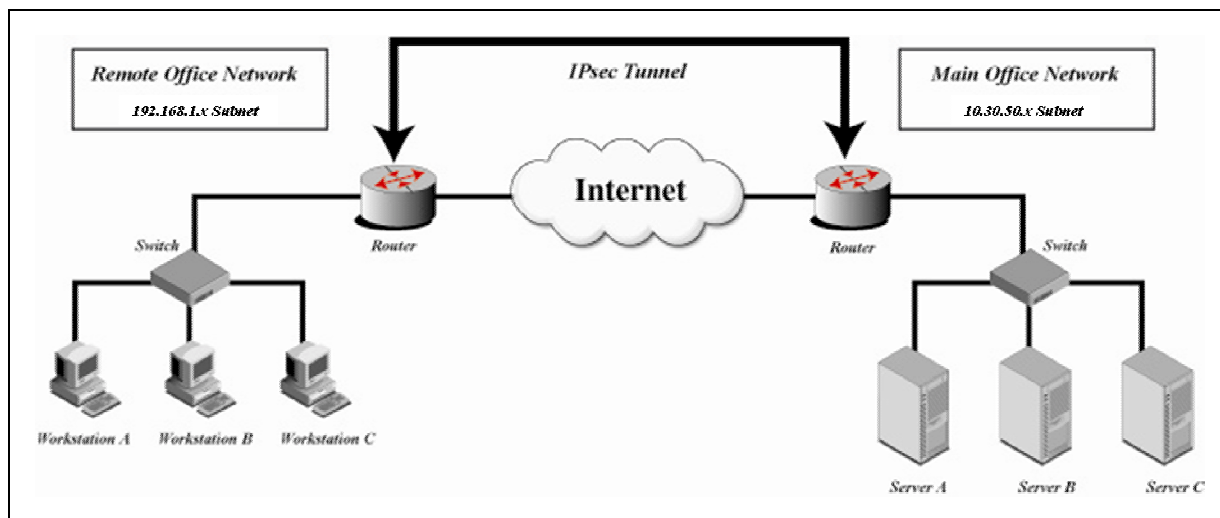 Remote Office Network
192.168.1.x Subnet
IPsec Tunnel
Main Office Network
10.30.50.x Subnet
Internet
Router
Router
Switch
Switch
Workstation A
Workstation B
Workstation C
Server A
Server B
Server C